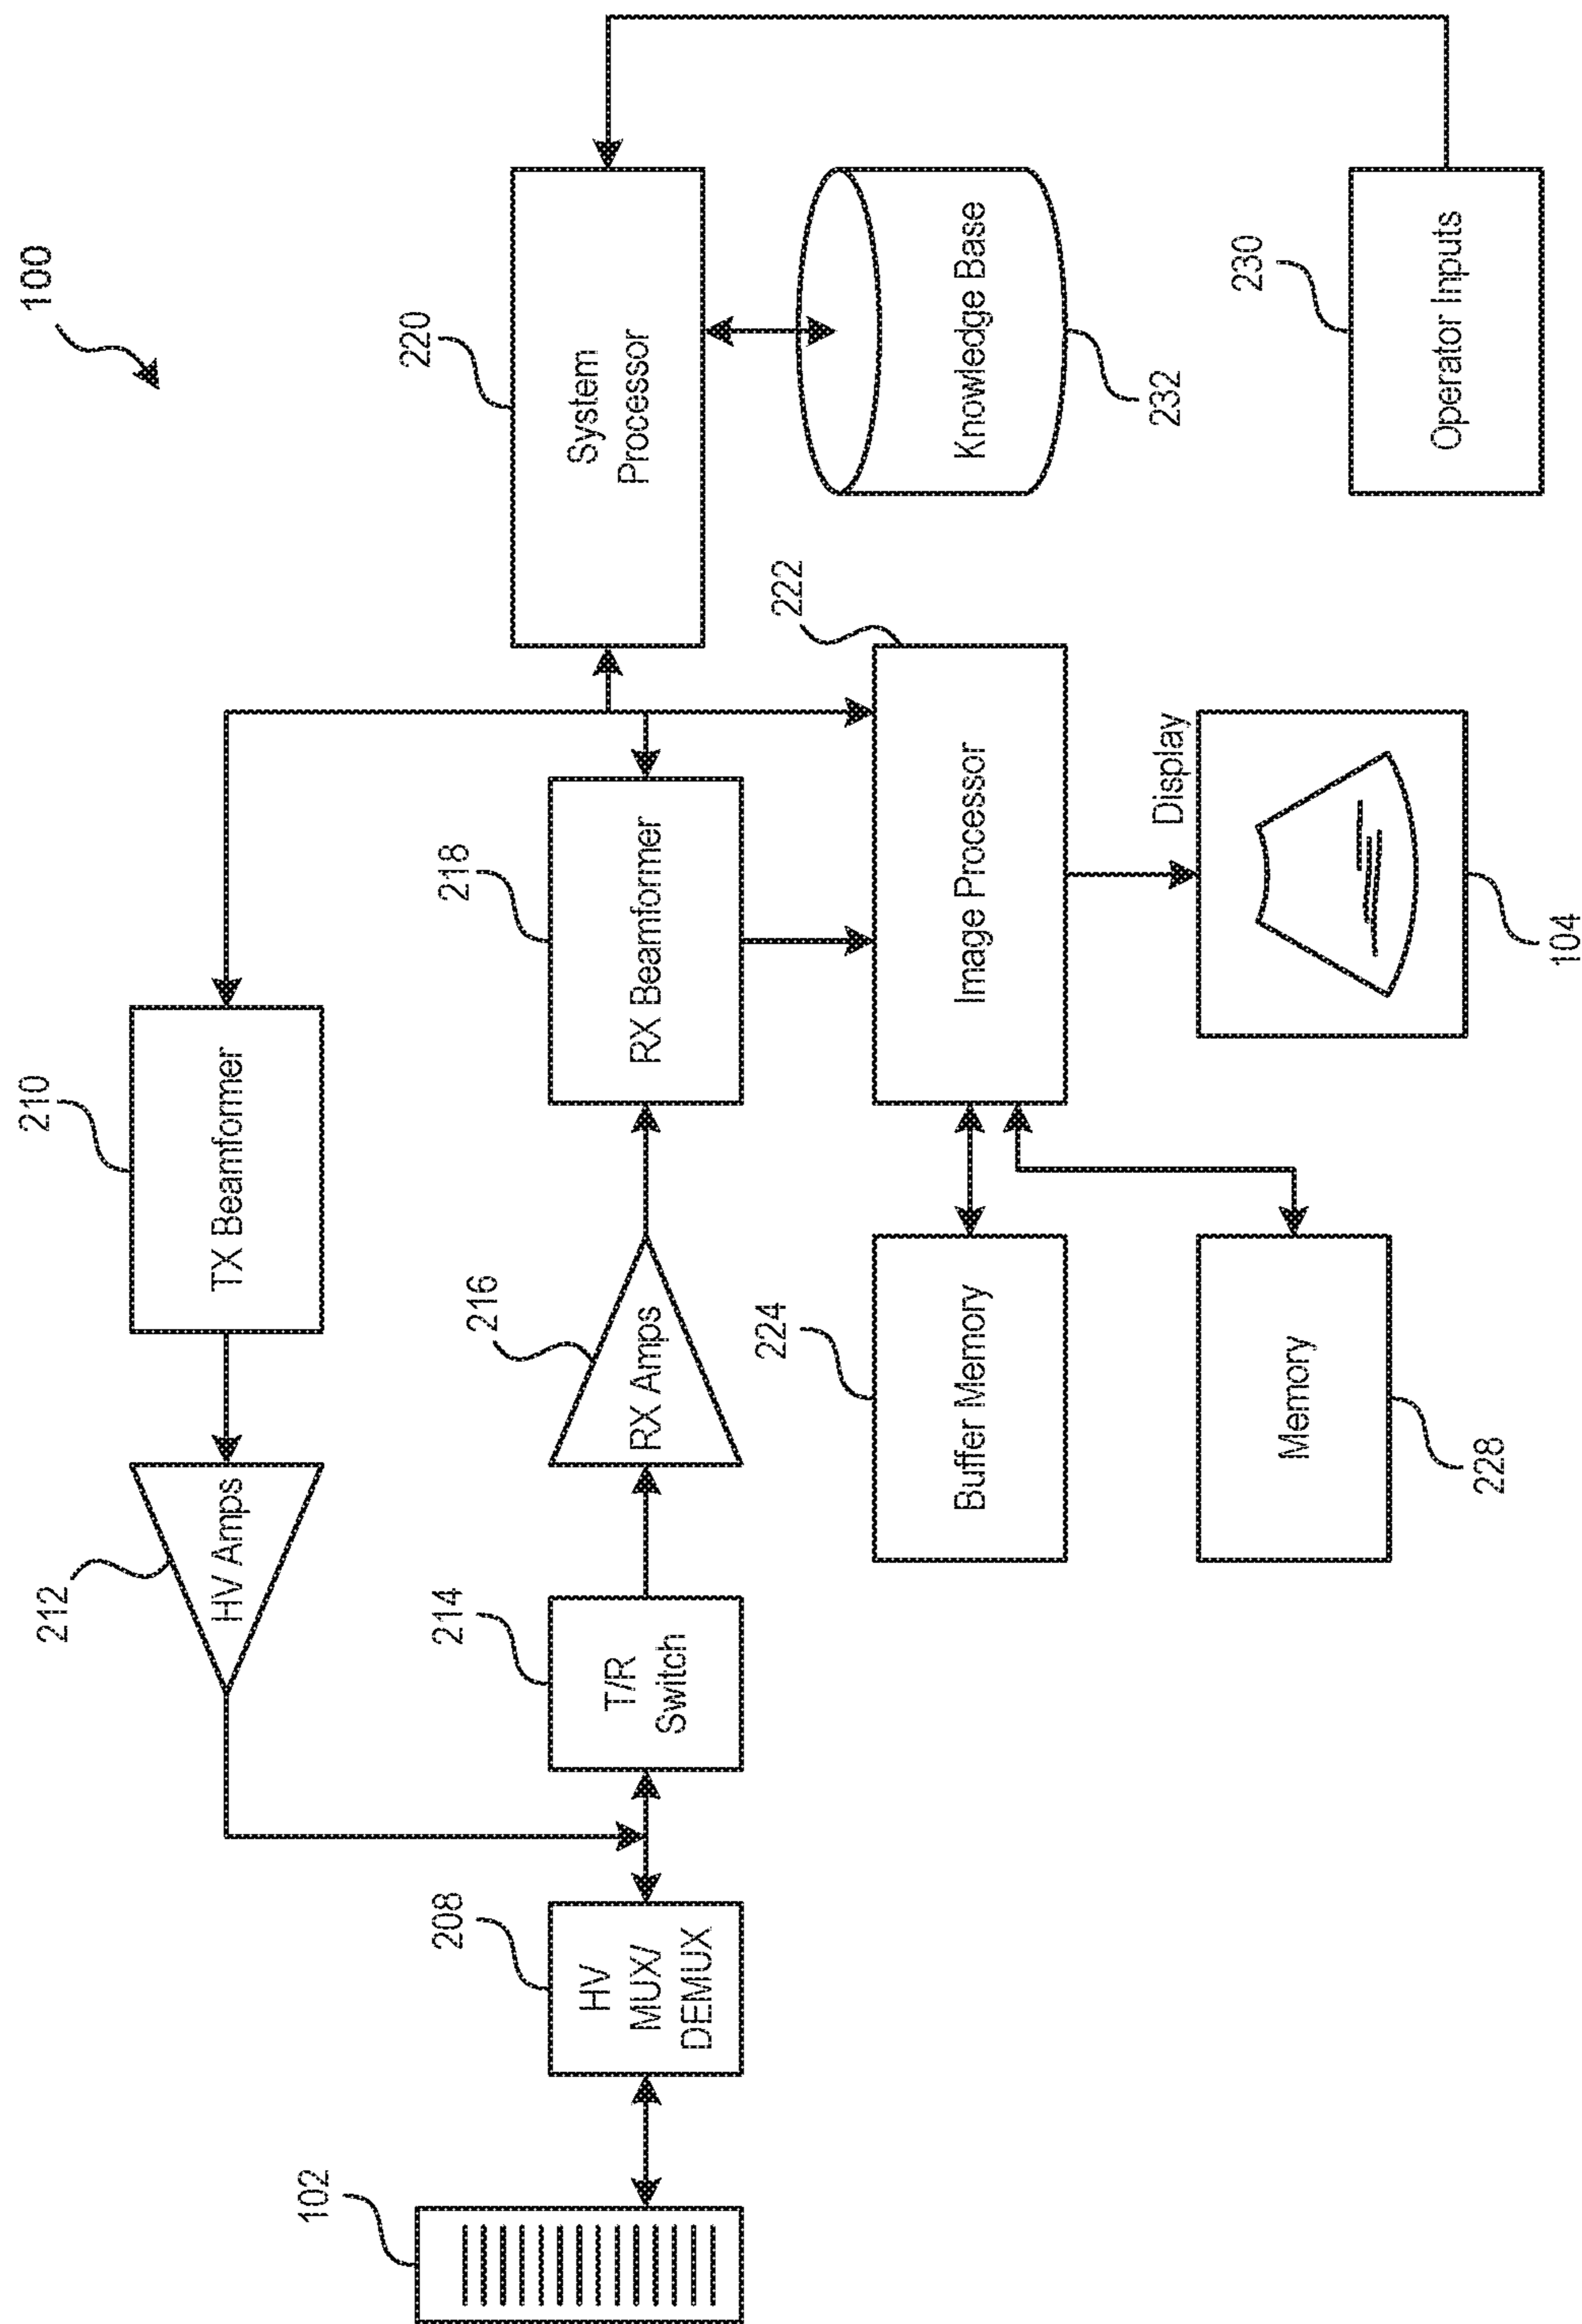 100
210
TX Beamformer
212
HV Amps
102
208
HV
MUX/
DEMUX
214
T/R
Switch
216
RX Amps
218
RX Beamformer
220
System
Processor
222
Image Processor
224
Buffer Memory
228
Memory
Display
104
Knowledge Base
232
230
Operator Inputs